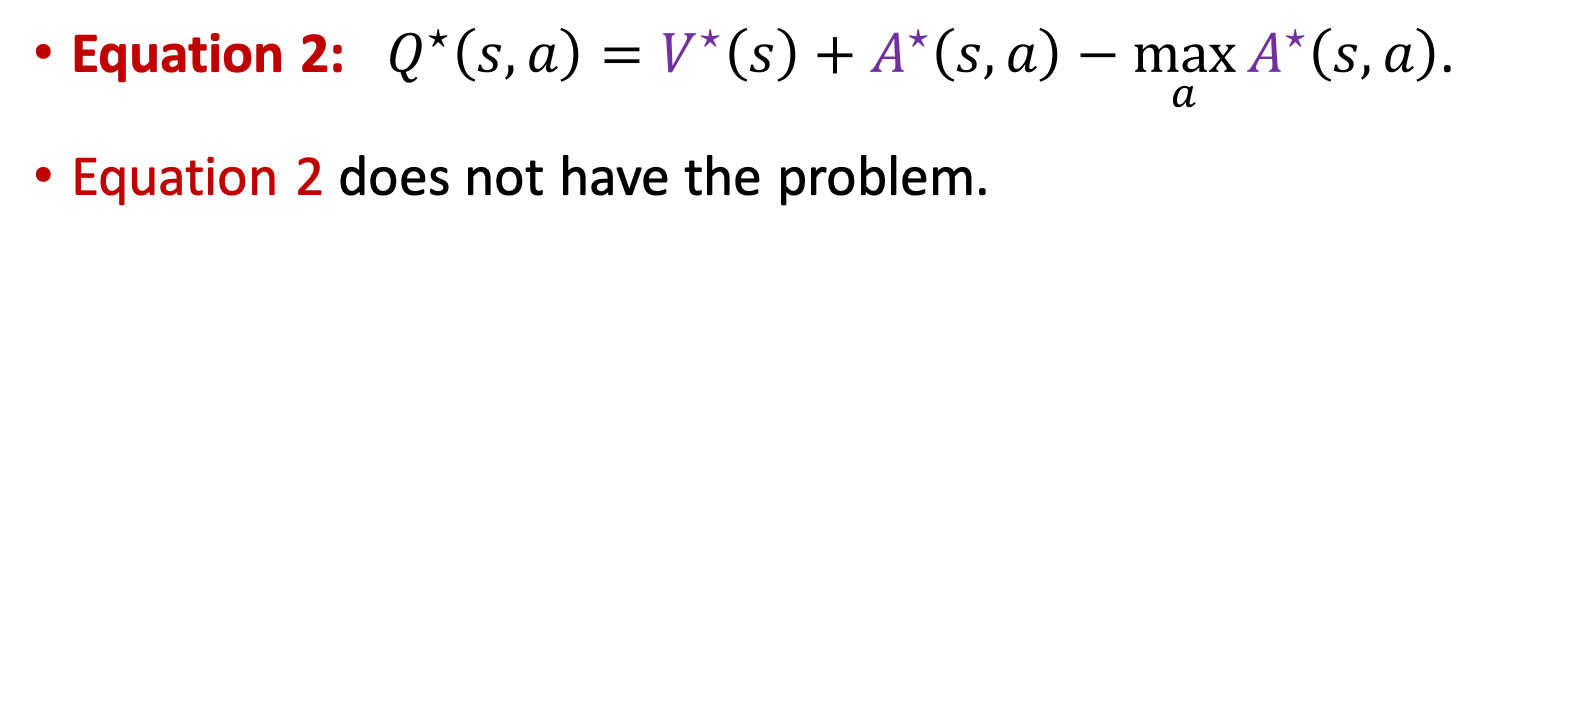 • Equation 2: Q*(s, a) = V*(s) + A*(s, a) − max A*(s, a).
a
• Equation 2 does not have the problem.